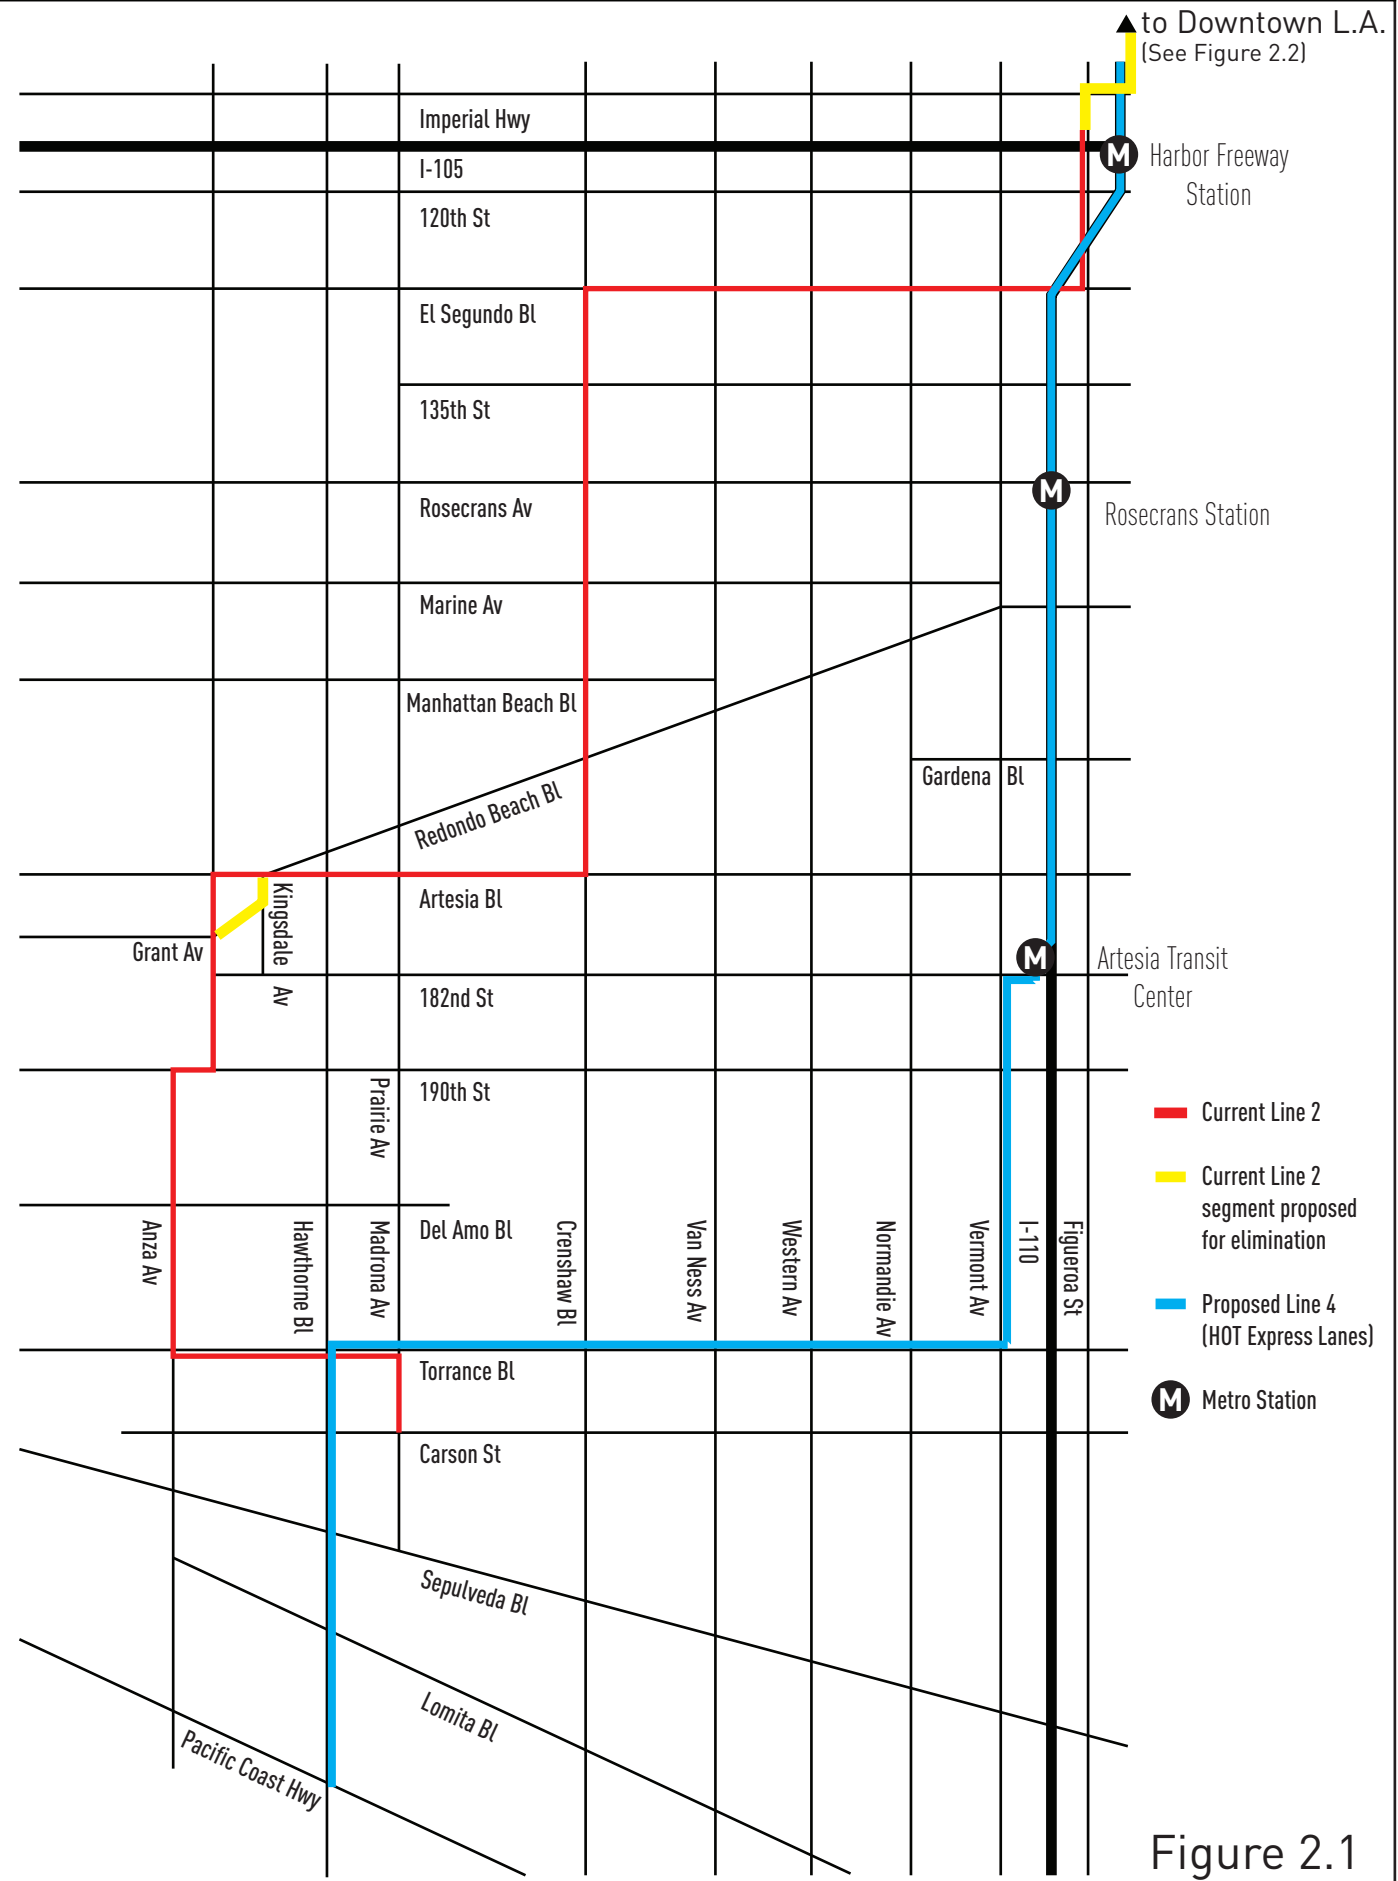 to Downtown L.A.
(See Figure 2.2)
Imperial Hwy
M
Harbor Freeway
Station
I-105
120th St
El Segundo Bl
135th St
M
Rosecrans Av
Rosecrans Station
Marine Av
Manhattan Beach Bl
Gardena Bl
Redondo Beach Bl
Artesia Bl
Kingsdale
Av
Grant Av
M
Artesia Transit
Center
182nd St
190th St
Prairie Av
Current Line 2
Current Line 2
segment proposed
for elimination
Anza Av
Hawthorne Bl
Madrona Av
Del Amo Bl
Crenshaw Bl
Van Ness Av
Western Av
Normandie Av
Vermont Av
I-110
Figueroa St
Proposed Line 4
(HOT Express Lanes)
Torrance Bl
M
Metro Station
Carson St
Sepulveda Bl
Lomita Bl
Pacific Coast Hwy
Figure 2.1